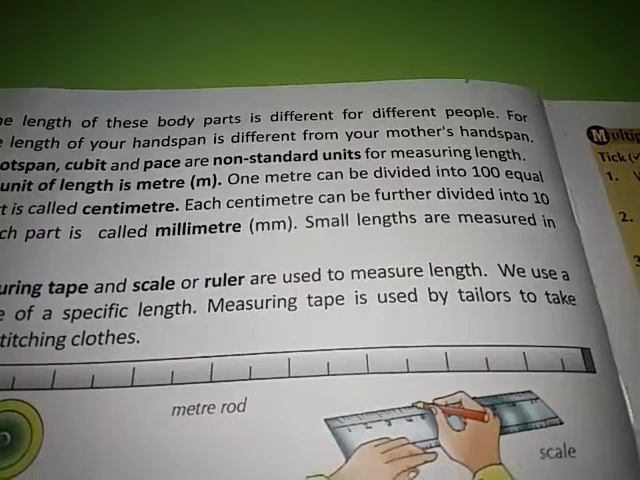 length of these body parts is different for different people. For
length of your handspan is different from your mother's handspan.
cubit and pace are non-standard units for measuring length.
unit of length is metre (m). One metre can be divided into 100 equal
is called centimetre. Each centimetre can be further divided into 10
part is called millimetre (mm). Small lengths are measured in
tape and scale or ruler are used to measure length. We use a
of a specific length. Measuring tape is used by tailors to take
clothes.
metre rod
scale
Tick
1.
2.